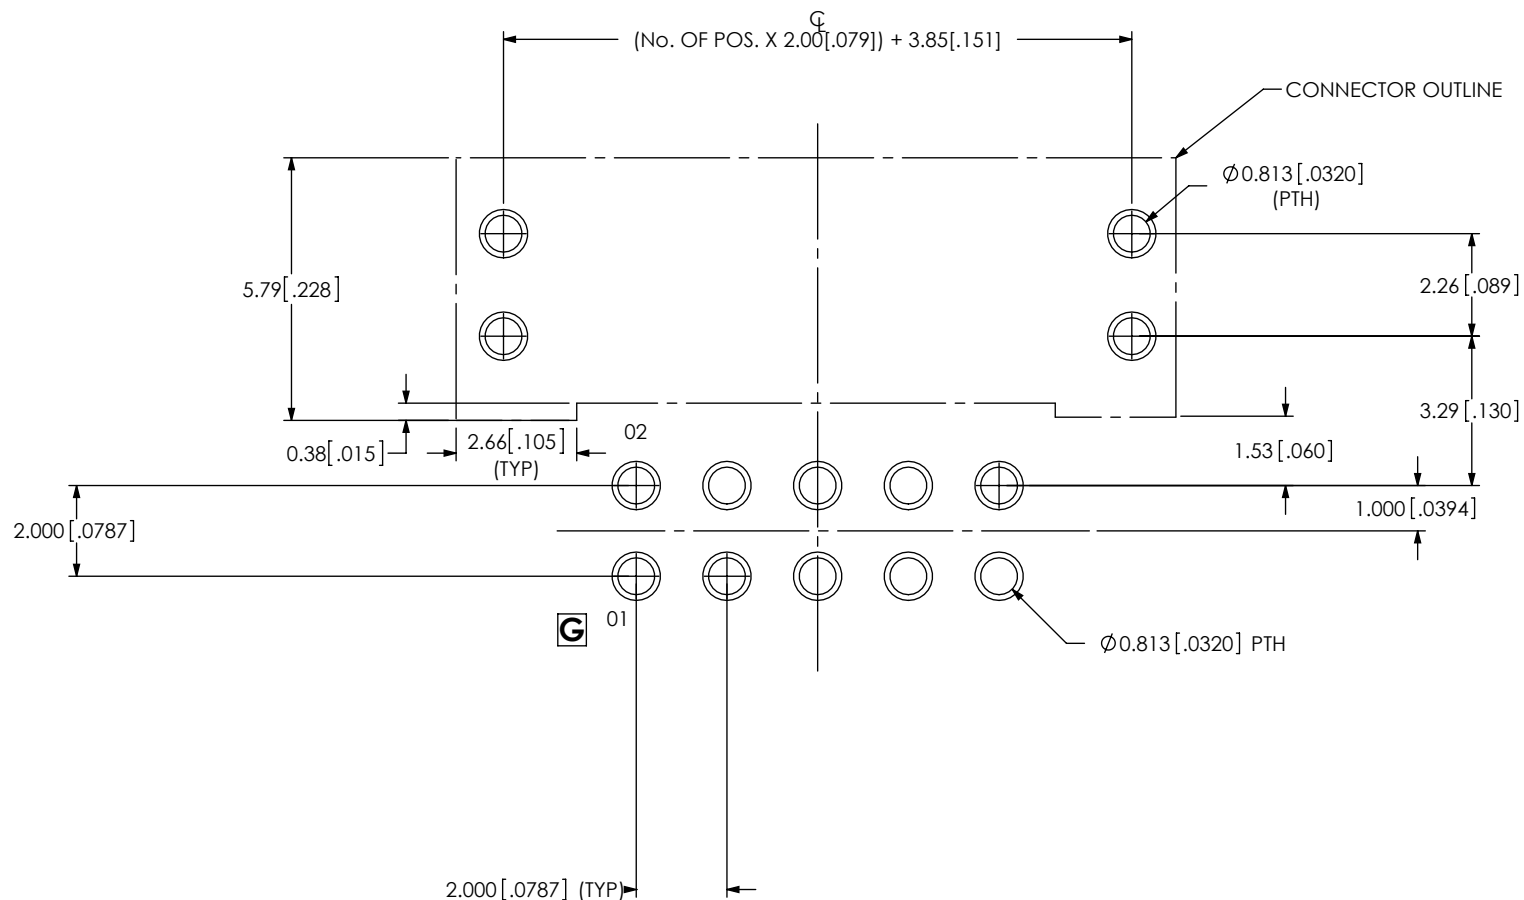 ℄
(No. OF POS. X 2.00[.079]) + 3.85[.151]
CONNECTOR OUTLINE
Ø0.813[.0320]
(PTH)
5.79[.228]
2.26[.089]
3.29[.130]
02
0.38[.015]
2.66[.105]
(TYP)
1.53[.060]
1.000[.0394]
2.000[.0787]
G
01
Ø0.813[.0320] PTH
2.000[.0787] (TYP)